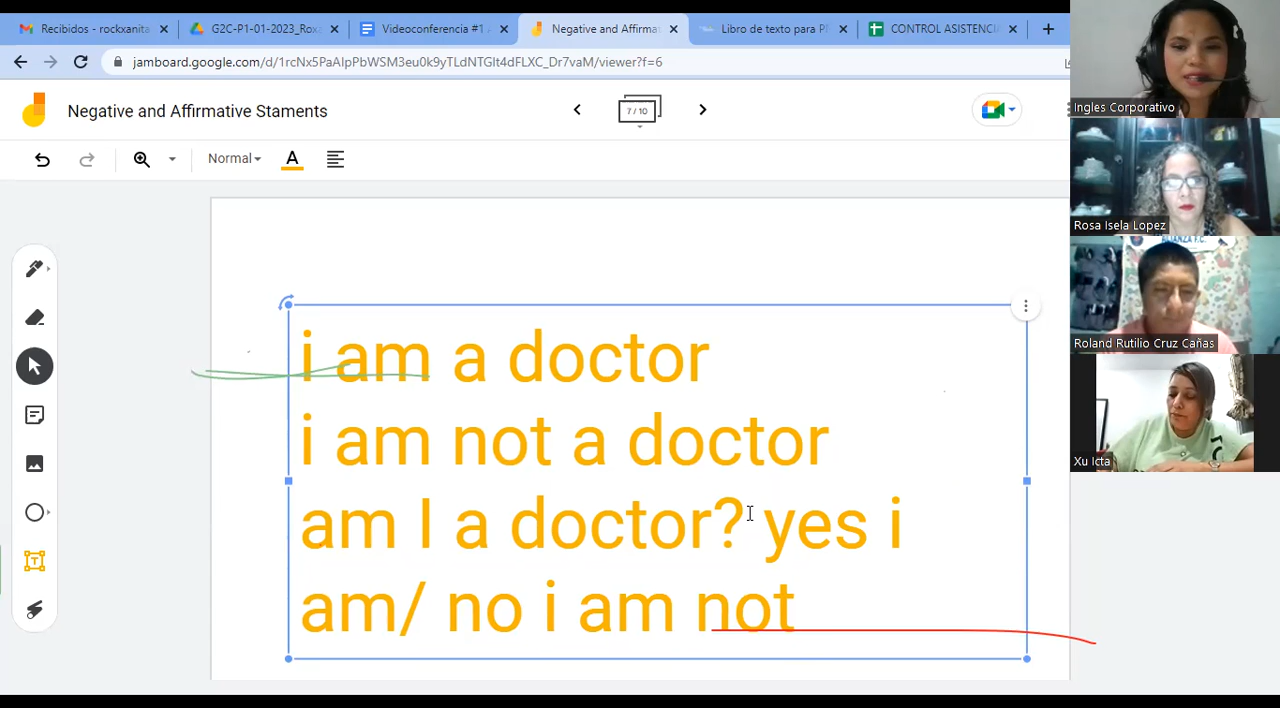 Recibidos - rockxanita
G2C-P1-01-2023_Rox
Videoconferencia #1
Negative and Affirmat
Libro de texto para P
CONTROL ASISTENCI
jamboard.google.com/d/1rcNx5PaAlpPbWSM3eu0k9yTLdNTGlt4dFLXC_Dr7vaM/viewer?f=6
Negative and Affirmative Staments
7 / 10
Normal
A
i am a doctor
i am not a doctor
am I a doctor? yes i
am/ no i am not
Ingles Corporativo
Rosa Isela Lopez
ALIANZA F.C.
Roland Rutilio Cruz Cañas
Xu Icta